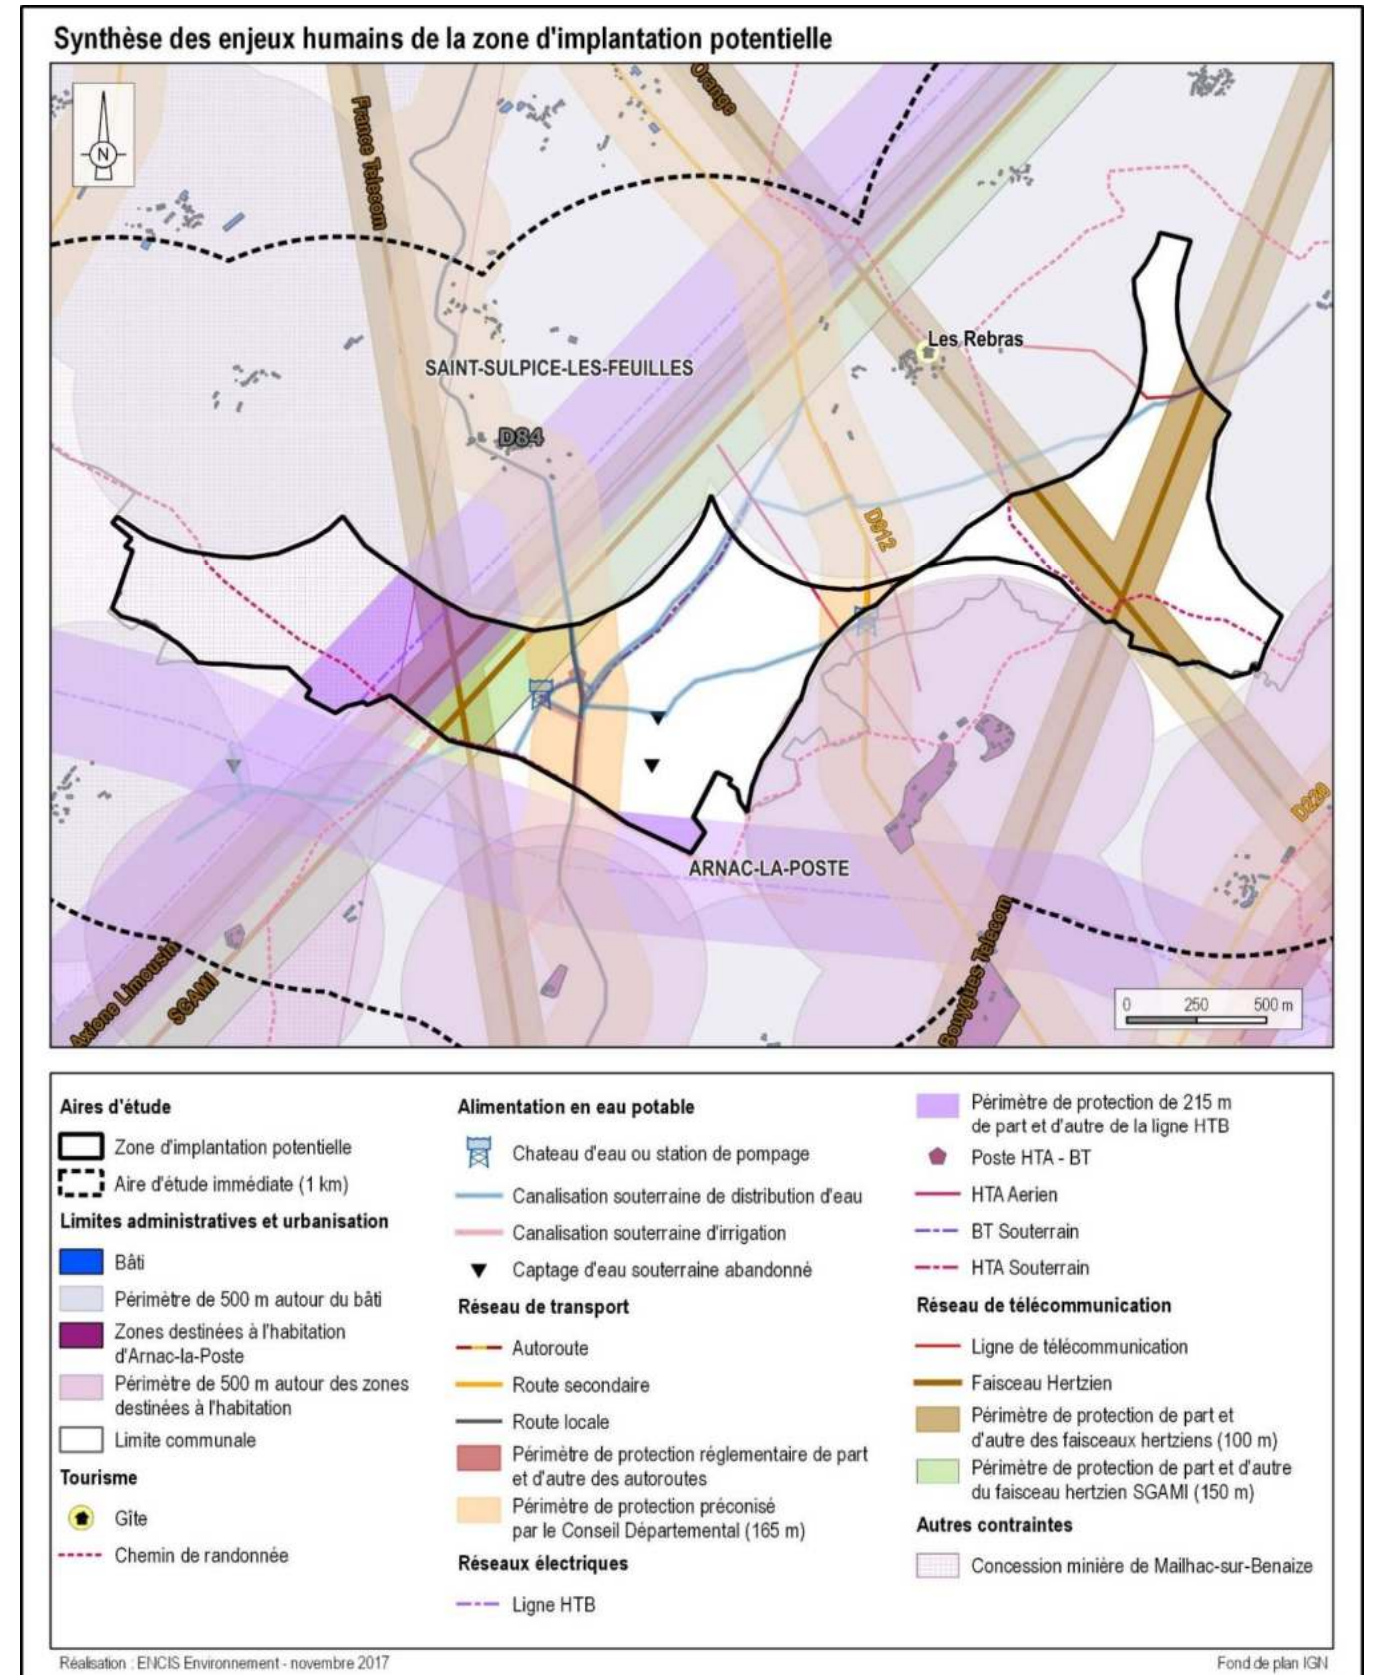 Synthèse des enjeux humains de la zone d'implantation potentielle
N
France Telecom
Orange
Les Rebras
SAINT-SULPICE-LES-FEUILLES
D84
D912
D220
ARNAC-LA-POSTE
Axione Limousin
SGAMI
Bouygues Telecom
0 250 500 m
Aires d'étude
Zone d'implantation potentielle
Aire d'étude immédiate (1 km)
Limites administratives et urbanisation
Bâti
Périmètre de 500 m autour du bâti
Zones destinées à l'habitation
d'Arnac-la-Poste
Périmètre de 500 m autour des zones
destinées à l'habitation
Limite communale
Tourisme
Gîte
Chemin de randonnée
Alimentation en eau potable
Chateau d'eau ou station de pompage
Canalisation souterraine de distribution d'eau
Canalisation souterraine d'irrigation
Captage d'eau souterraine abandonné
Réseau de transport
Autoroute
Route secondaire
Route locale
Périmètre de protection réglementaire de part
et d'autre des autoroutes
Périmètre de protection préconisé
par le Conseil Départemental (165 m)
Réseaux électriques
Ligne HTB
Périmètre de protection de 215 m
de part et d'autre de la ligne HTB
Poste HTA - BT
HTA Aerien
BT Souterrain
HTA Souterrain
Réseau de télécommunication
Ligne de télécommunication
Faisceau Hertzien
Périmètre de protection de part et
d'autre des faisceaux hertziens (100 m)
Périmètre de protection de part et d'autre
du faisceau hertzien SGAMI (150 m)
Autres contraintes
Concession minière de Mailhac-sur-Benaize
Réalisation : ENCIS Environnement - novembre 2017
Fond de plan IGN